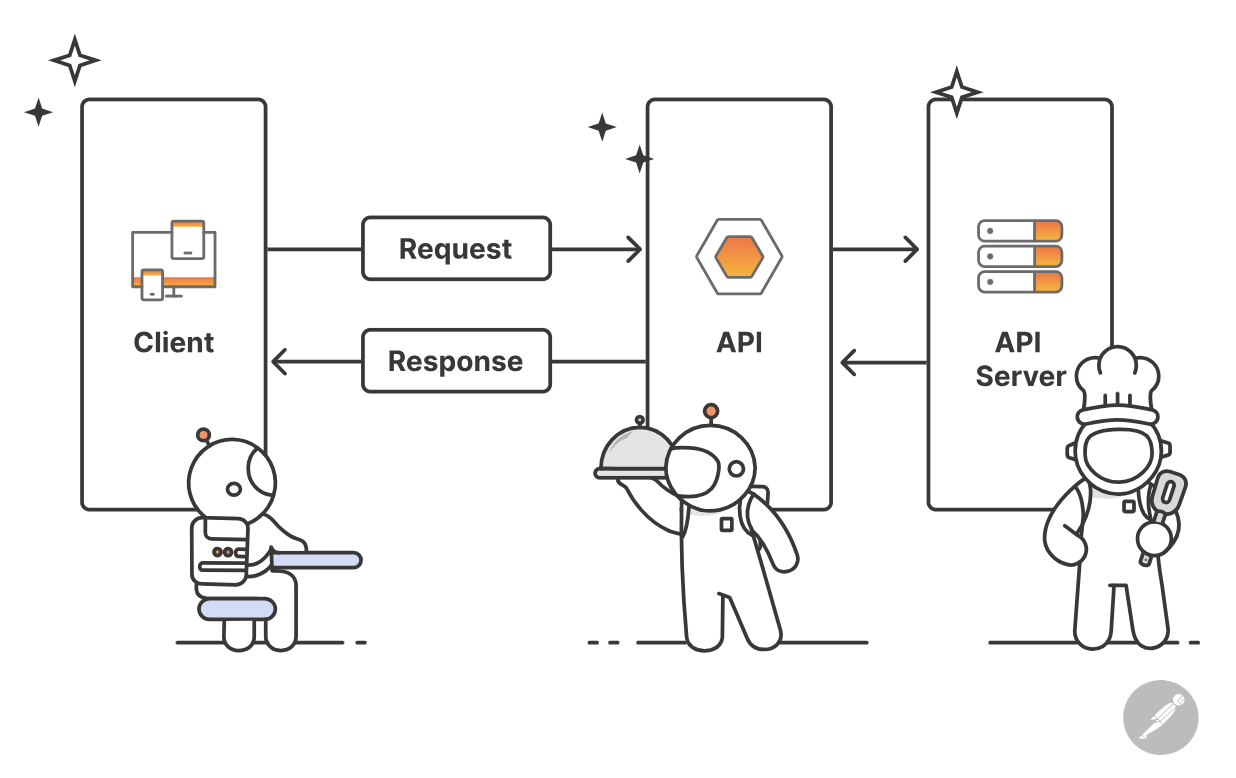 Request
Response
Client
API
API
Server